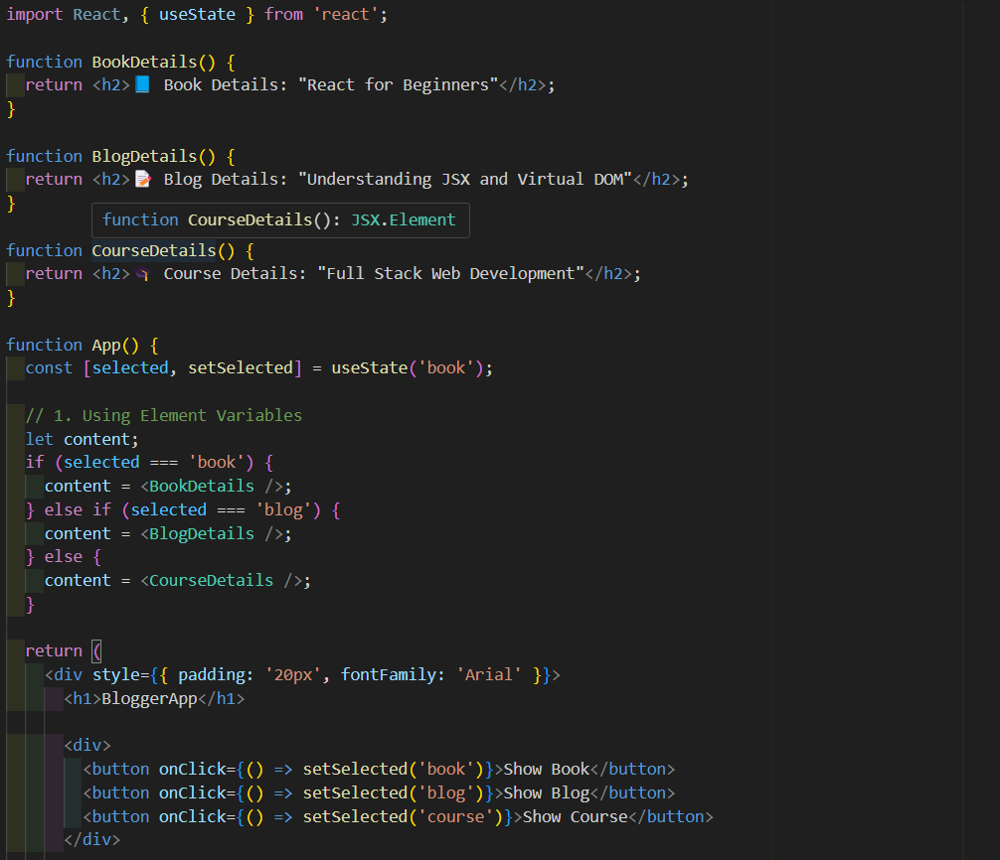 import React, { useState } from 'react';

function BookDetails() {
  return <h2>📘 Book Details: "React for Beginners"</h2>;
}

function BlogDetails() {
  return <h2>📝 Blog Details: "Understanding JSX and Virtual DOM"</h2>;
}
function CourseDetails(): JSX.Element
function CourseDetails() {
  return <h2>🎓 Course Details: "Full Stack Web Development"</h2>;
}

function App() {
  const [selected, setSelected] = useState('book');

  // 1. Using Element Variables
  let content;
  if (selected === 'book') {
    content = <BookDetails />;
  } else if (selected === 'blog') {
    content = <BlogDetails />;
  } else {
    content = <CourseDetails />;
  }

  return (
    <div style={{ padding: '20px', fontFamily: 'Arial' }}>
      <h1>BloggerApp</h1>

      <div>
        <button onClick={() => setSelected('book')}>Show Book</button>
        <button onClick={() => setSelected('blog')}>Show Blog</button>
        <button onClick={() => setSelected('course')}>Show Course</button>
      </div>